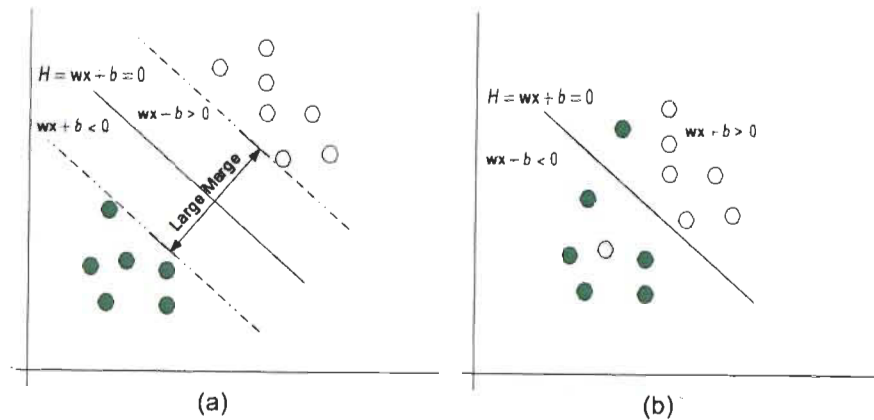 H = wx + b = 0
wx - b > 0
wx + b < 0
Large Marge
(a)
H = wx + b = 0
wx + b > 0
wx - b < 0
(b)